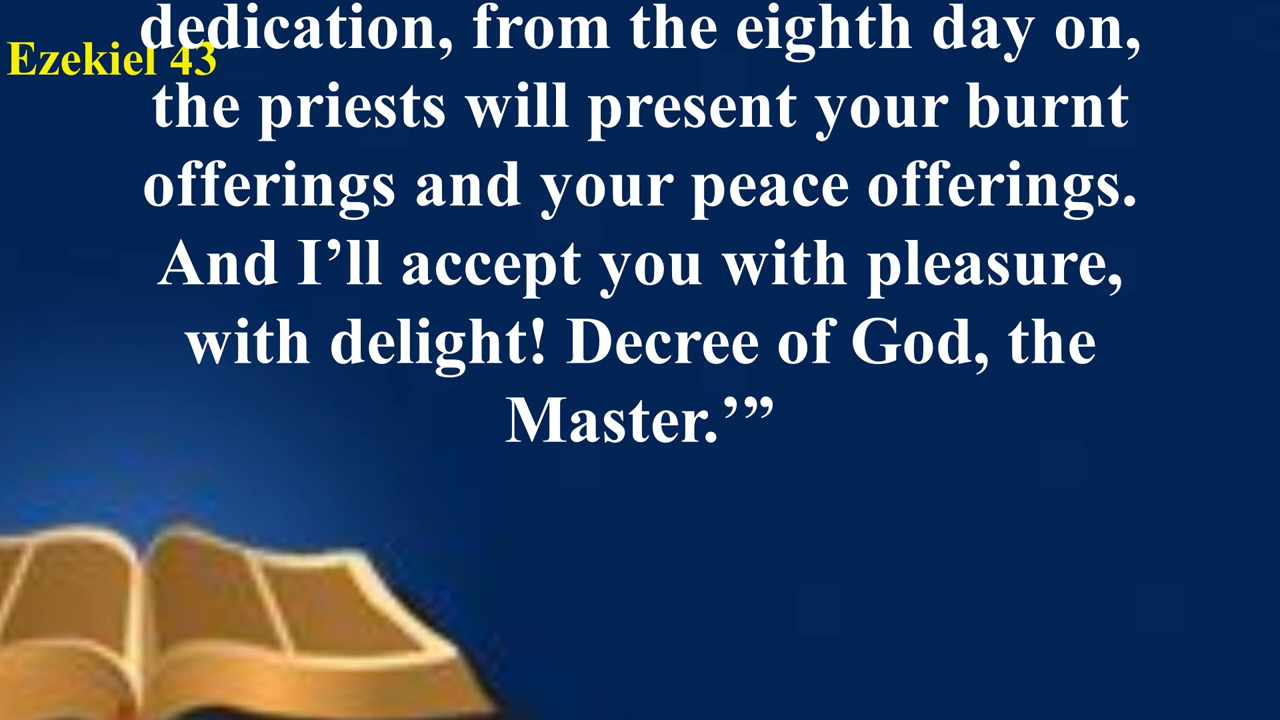 dedication, from the eighth day on,
Ezekiel 43
the priests will present your burnt
offerings and your peace offerings.
And I’ll accept you with pleasure,
with delight! Decree of God, the
Master.’”